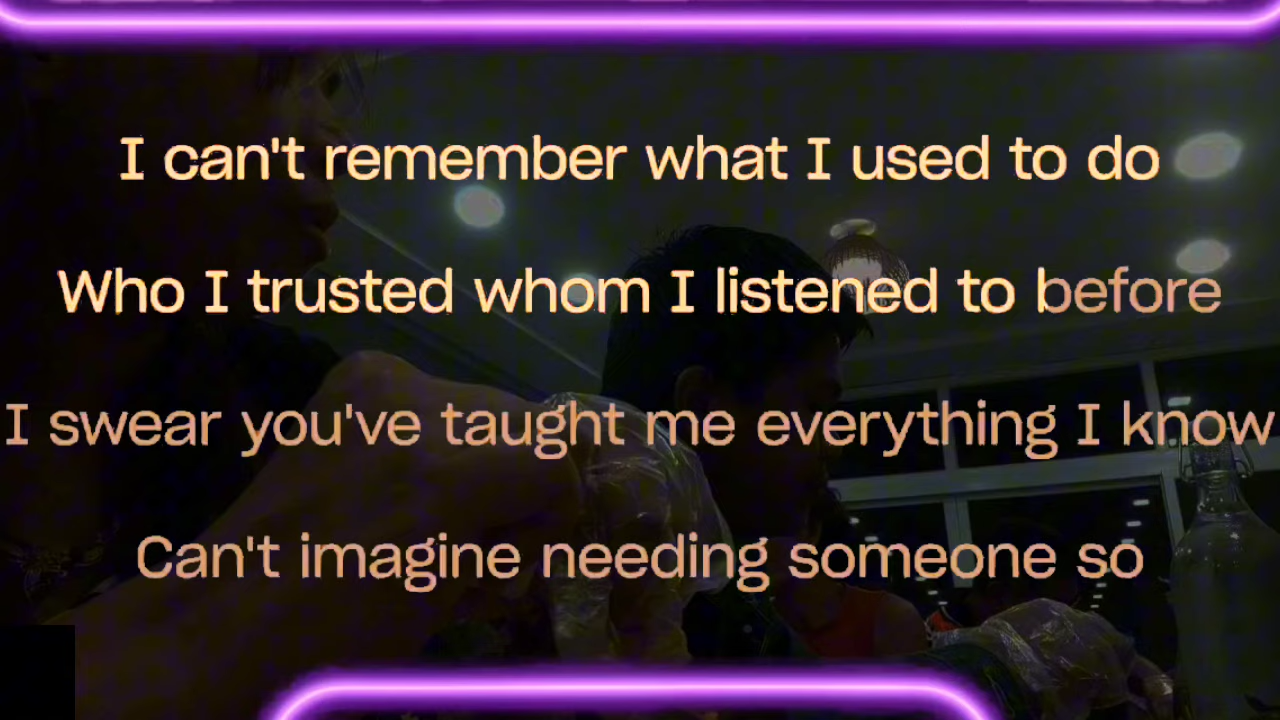 I can't remember what I used to do
Who I trusted whom I listened to before
I swear you've taught me everything I know
Can't imagine needing someone so